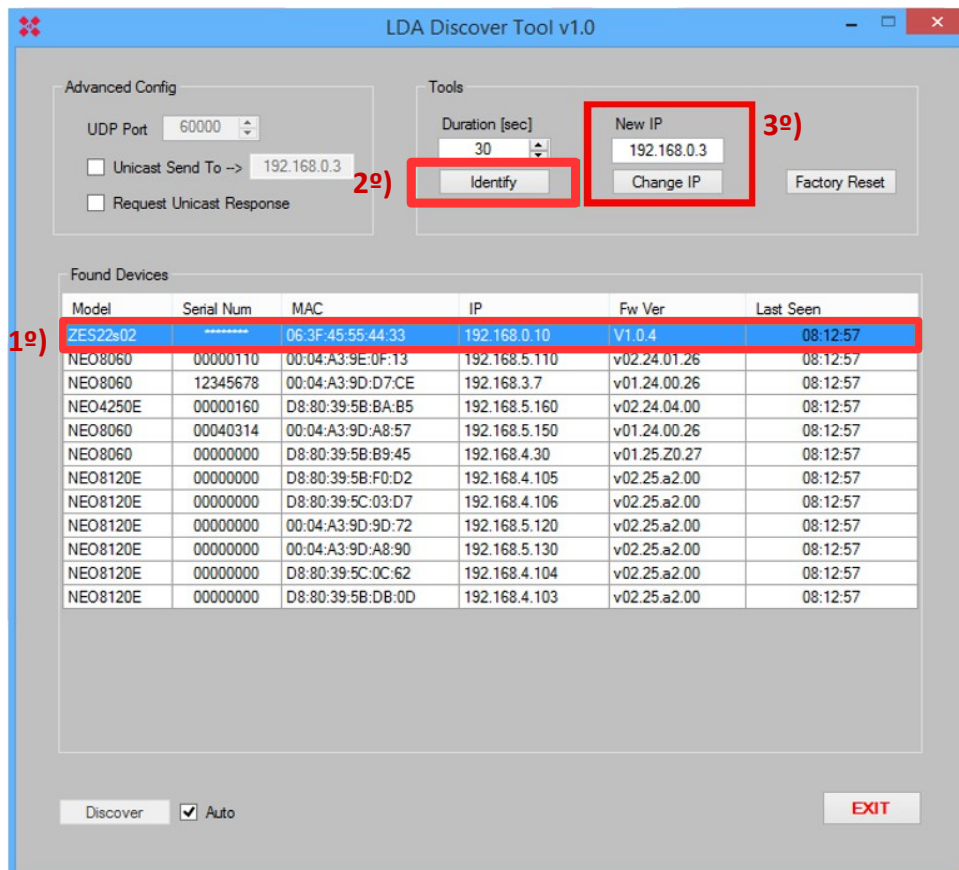 LDA Discover Tool v1.0
Advanced Config
UDP Port 60000
Unicast Send To --> 192.168.0.3
Request Unicast Response
Tools
Duration [sec]
30
Identify
New IP
192.168.0.3
Change IP
Factory Reset
2º)
3º)
Found Devices
Model Serial Num MAC IP Fw Ver Last Seen
1º)
ZES22s02 ******** 06:3F:45:55:44:33 192.168.0.10 V1.0.4 08:12:57
NEO8060 00000110 00:04:A3:9E:0F:13 192.168.5.110 v02.24.01.26 08:12:57
NEO8060 12345678 00:04:A3:9D:D7:CE 192.168.3.7 v01.24.00.26 08:12:57
NEO4250E 00000160 D8:80:39:5B:BA:B5 192.168.5.160 v02.24.04.00 08:12:57
NEO8060 00040314 00:04:A3:9D:A8:57 192.168.5.150 v01.24.00.26 08:12:57
NEO8060 00000000 D8:80:39:5B:B9:45 192.168.4.30 v01.25.Z0.27 08:12:57
NEO8120E 00000000 D8:80:39:5B:F0:D2 192.168.4.105 v02.25.a2.00 08:12:57
NEO8120E 00000000 D8:80:39:5C:03:D7 192.168.4.106 v02.25.a2.00 08:12:57
NEO8120E 00000000 00:04:A3:9D:9D:72 192.168.5.120 v02.25.a2.00 08:12:57
NEO8120E 00000000 00:04:A3:9D:A8:90 192.168.5.130 v02.25.a2.00 08:12:57
NEO8120E 00000000 D8:80:39:5C:0C:62 192.168.4.104 v02.25.a2.00 08:12:57
NEO8120E 00000000 D8:80:39:5B:DB:0D 192.168.4.103 v02.25.a2.00 08:12:57
Discover
Auto
EXIT